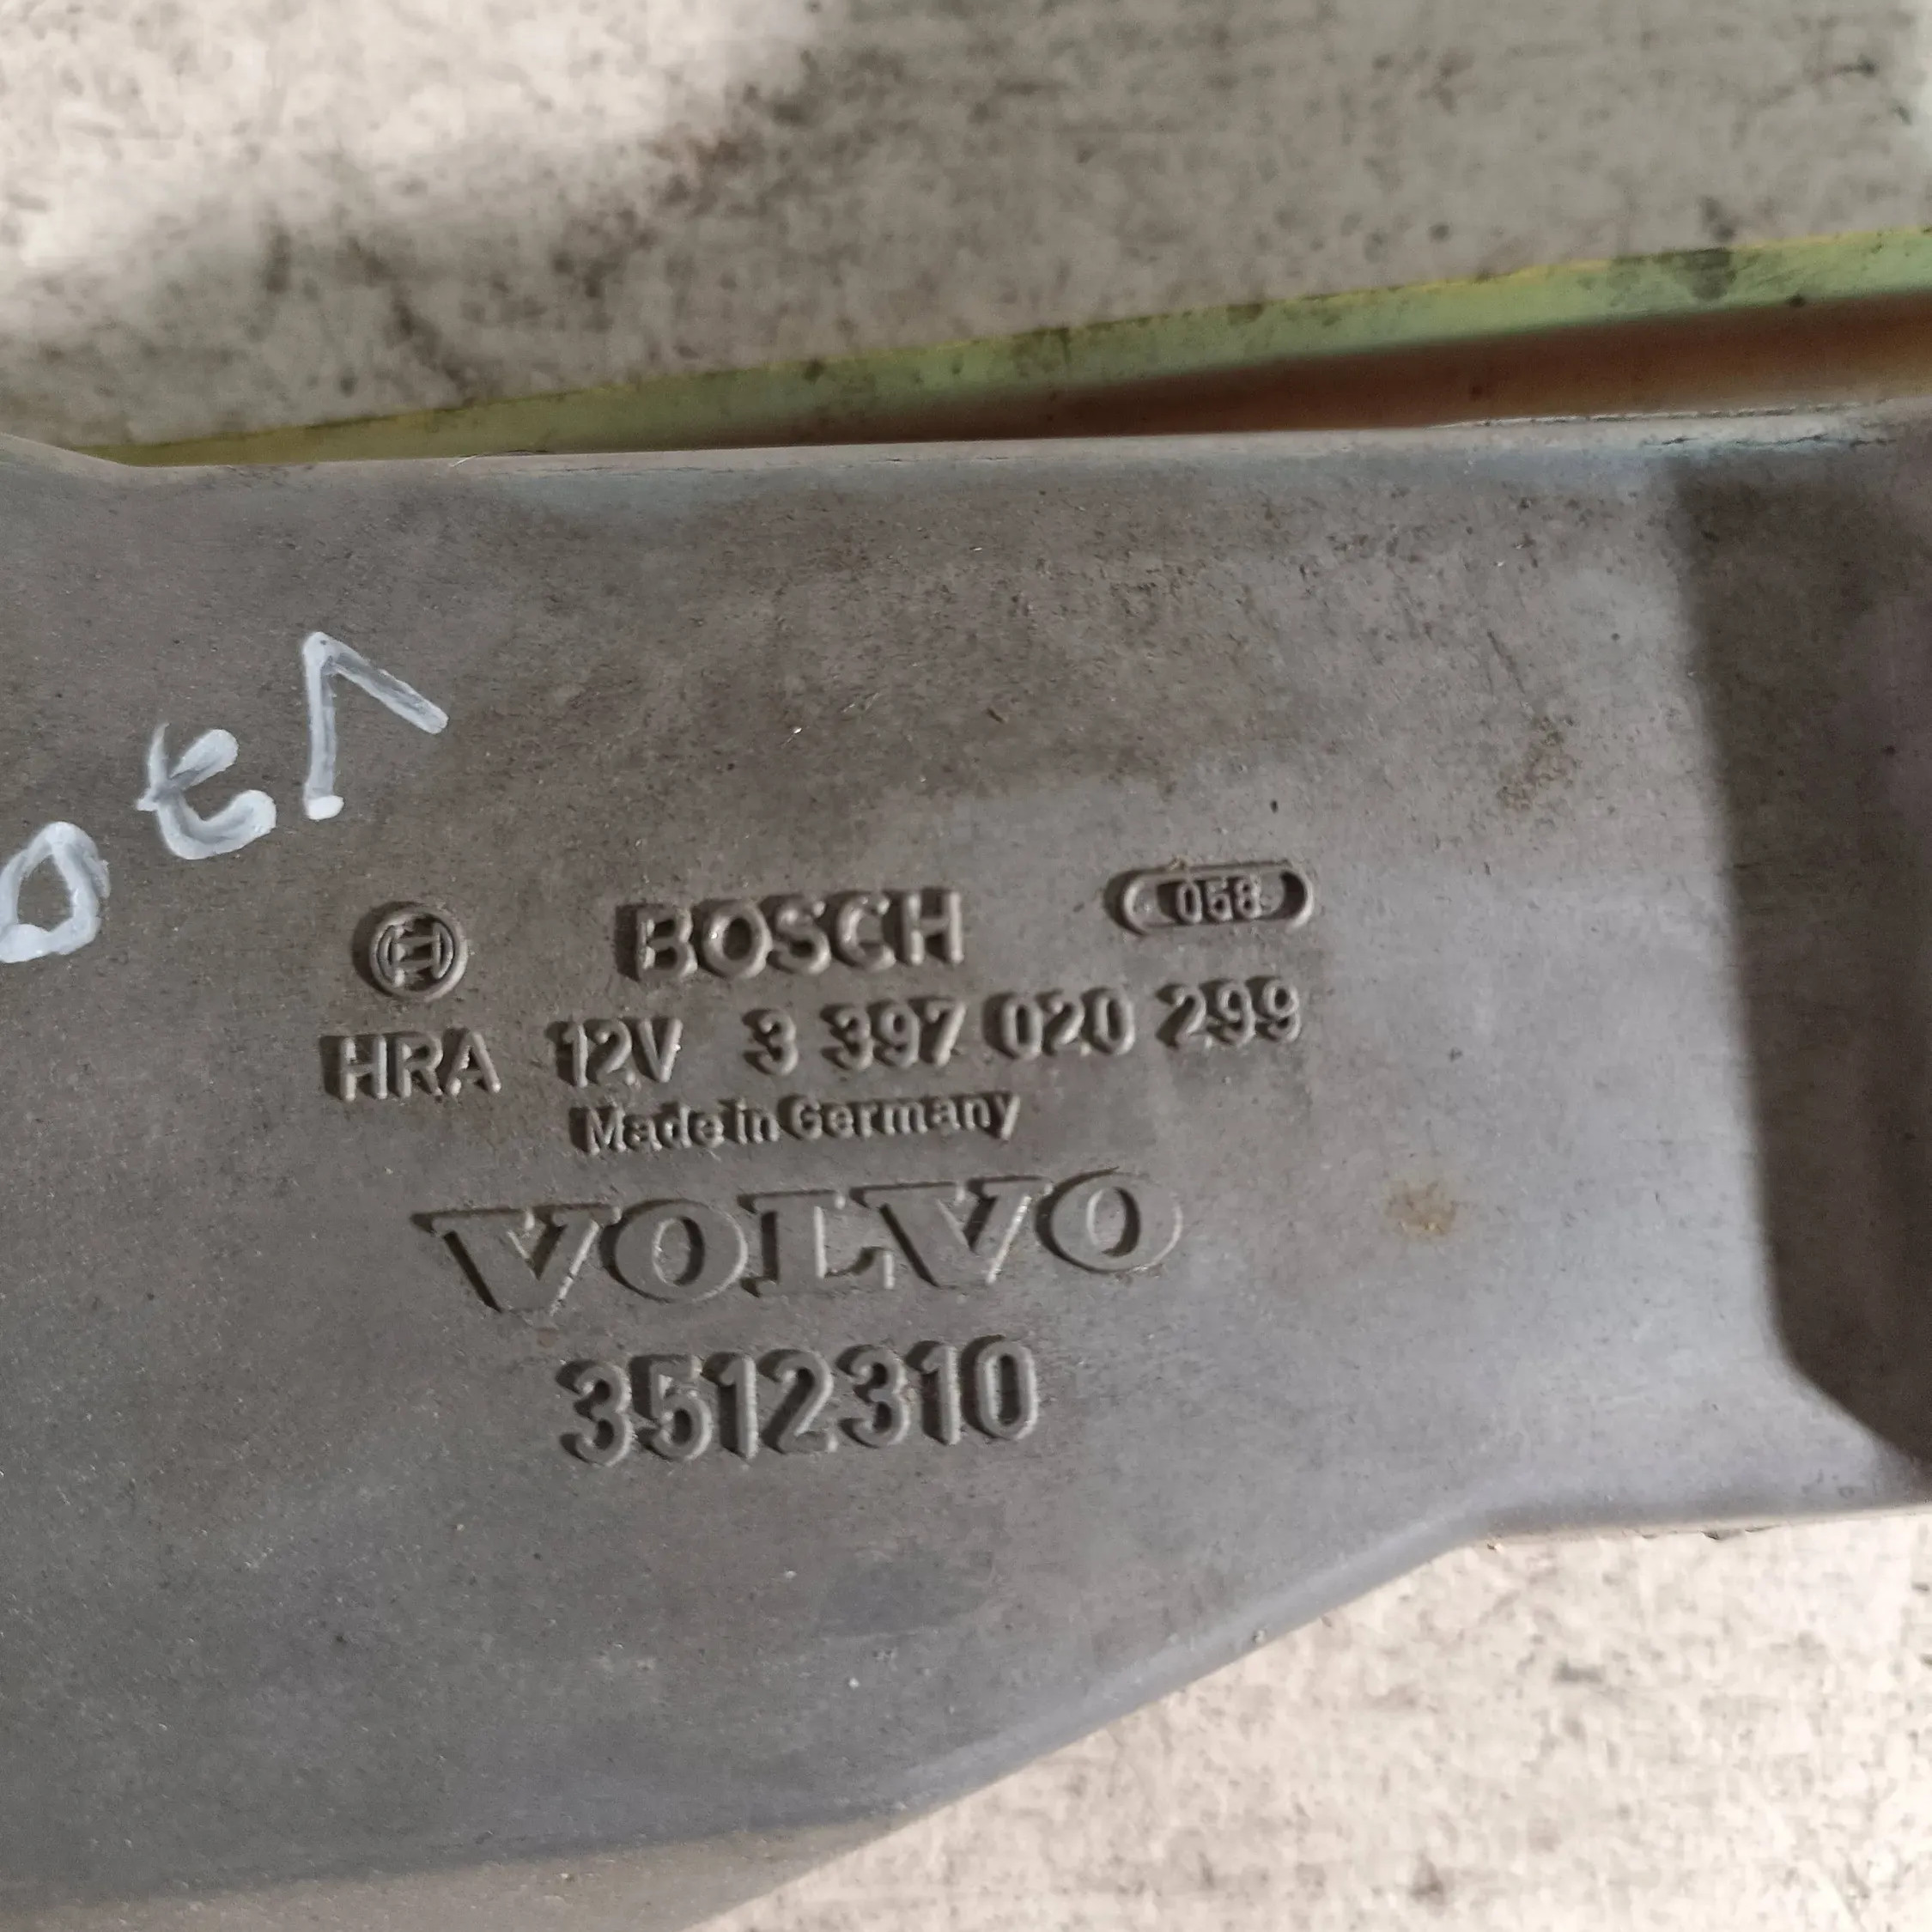 BOSCH 058
HRA 12V 3 397 020 299
Made in Germany
VOLVO
3512310